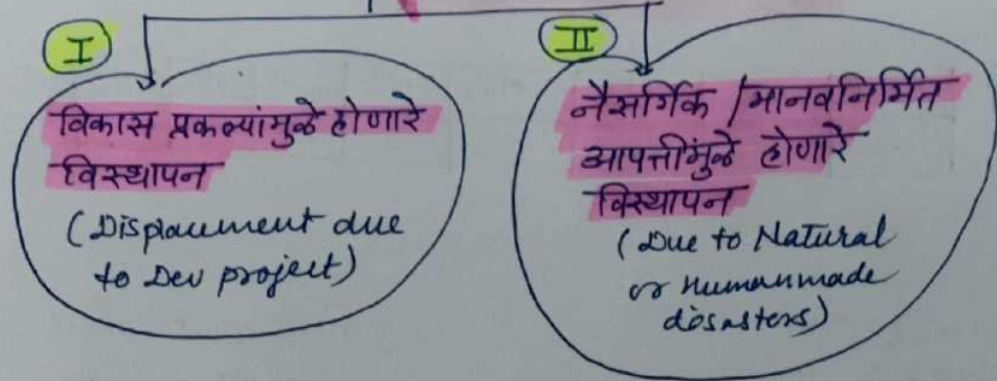 I
विकास प्रकल्पांमुळे होणारे
विस्थापन
(Displacement due
to Dev project)
II
नैसर्गिक / मानवनिर्मित
आपत्तींमुळे होणारे
विस्थापन
(Due to Natural
or Humanmade
disasters)